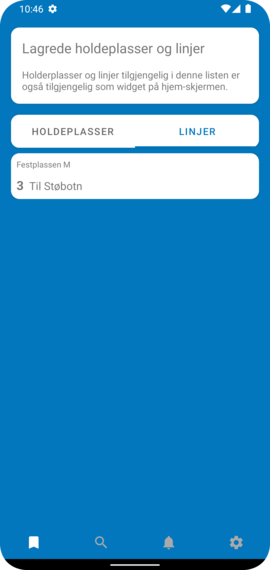 10:46
Lagrede holdeplasser og linjer
Holderplasser og linjer tilgjengelig i denne listen er
også tilgjengelig som widget på hjem-skjermen.
HOLDEPLASSER LINJER
Festplassen M
3 Til Støbotn